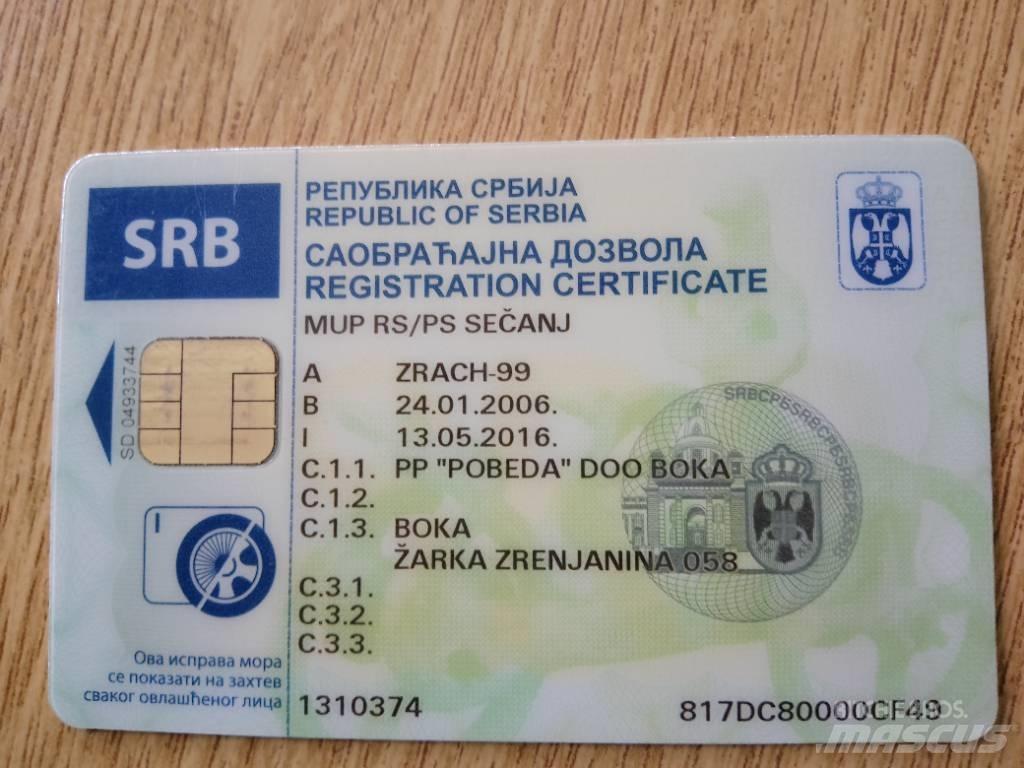 SRB
РЕПУБЛИКА СРБИЈА
REPUBLIC OF SERBIA
САОБРАЋАЈНА ДОЗВОЛА
REGISTRATION CERTIFICATE
MUP RS/PS SEČANJ
SD 04933744
A ZRACH-99
B 24.01.2006.
I 13.05.2016.
C.1.1. PP "POBEDA" DOO BOKA
C.1.2.
C.1.3. BOKA
ŽARKA ZRENJANINA 058
C.3.1.
C.3.2.
C.3.3.
SRBСРБSRBСРБSRBСРБSRB
Ова исправа мора
се показати на захтев
сваког овлашћеног лица
1310374
817DC80000CF49
mascus